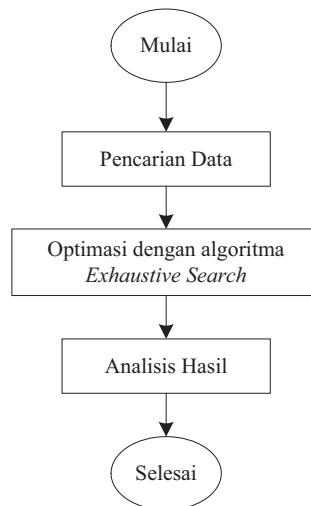 Mulai
Pencarian Data
Optimasi dengan algoritma
Exhaustive Search
Analisis Hasil
Selesai